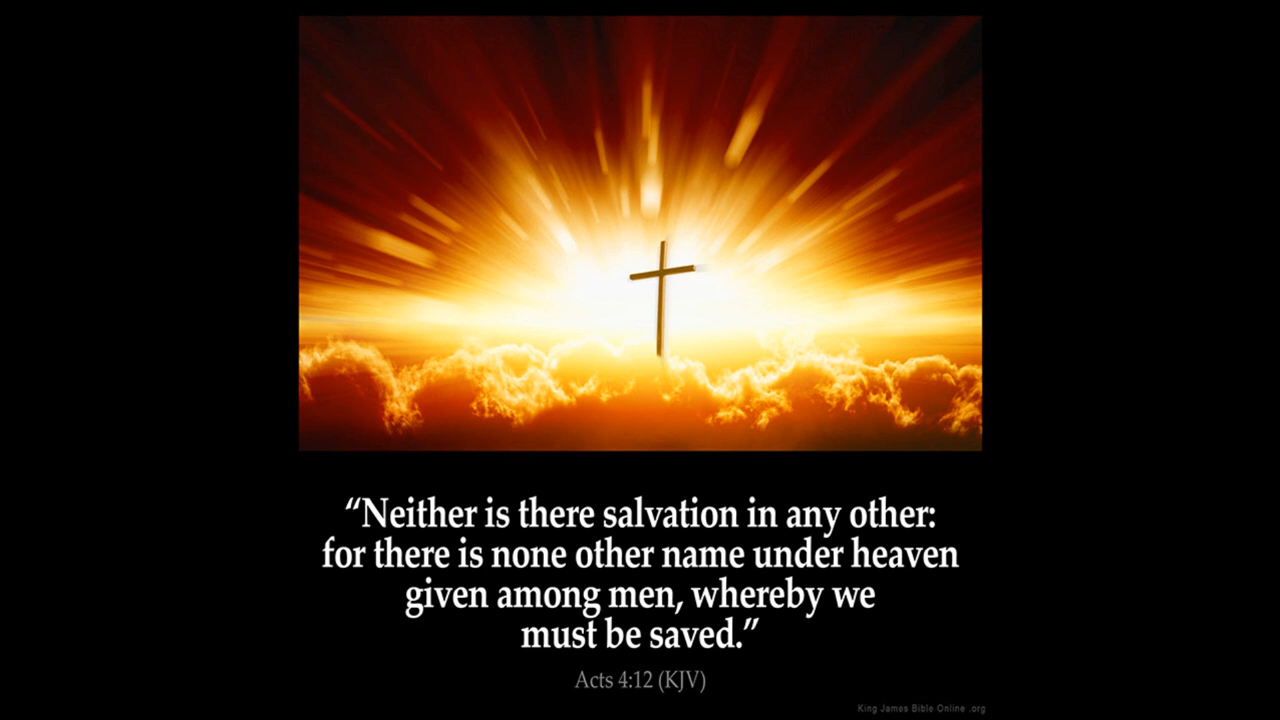 “Neither is there salvation in any other:
for there is none other name under heaven
given among men, whereby we
must be saved.”
Acts 4:12 (KJV)
King James Bible Online .org